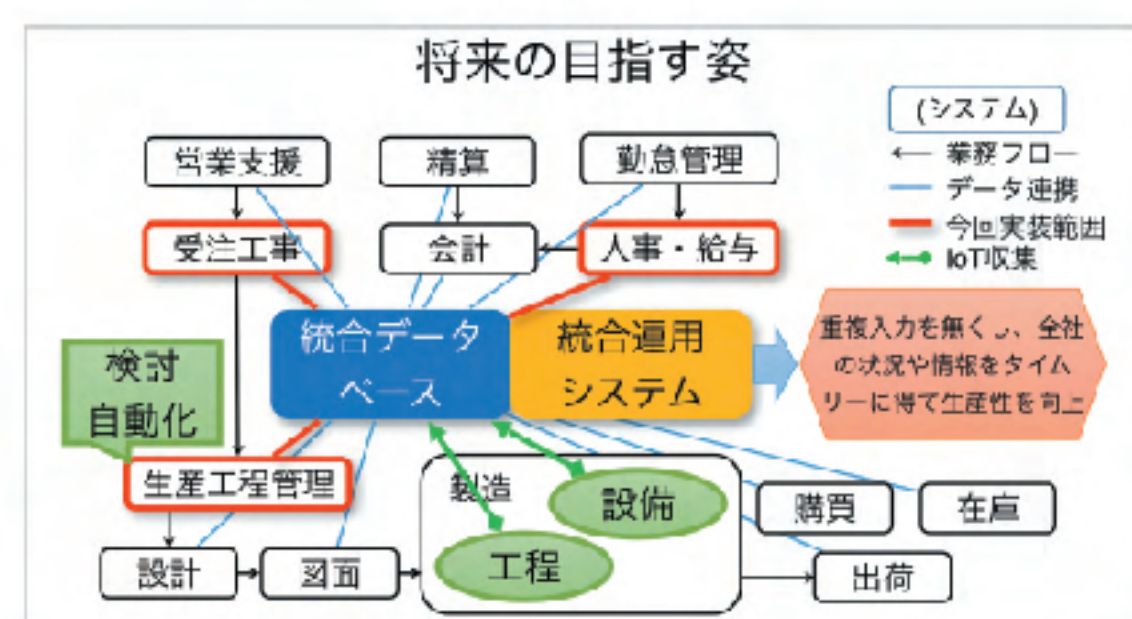 将来の目指す姿
(システム)
業務フロー
データ連携
今回実装範囲
IoT収集
営業支援
精算
勤怠管理
受注工事
会計
人事・給与
統合データ
ベース
統合運用
システム
重複入力を無くし、全社
の状況や情報をタイム
リーに得て生産性を向上
検討
自動化
生産工程管理
製造
設備
工程
購買
在庫
設計
図面
出荷